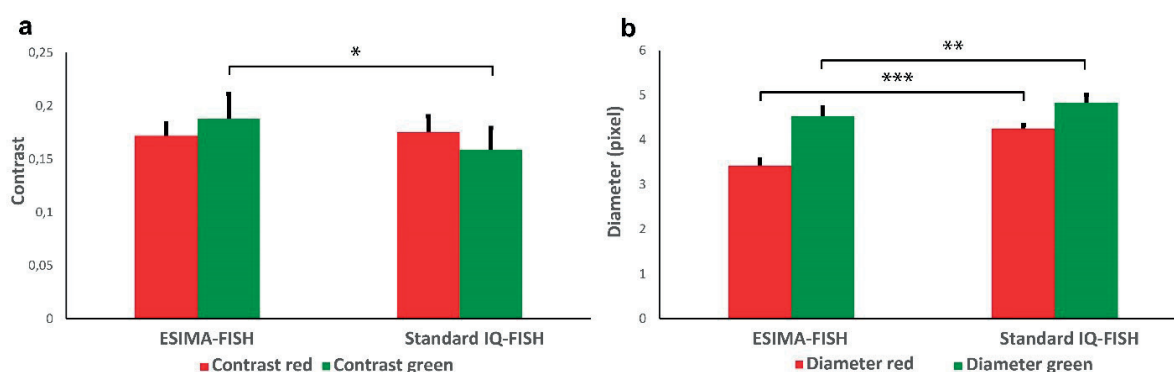 a
0,25
0,2
0,15
0,1
0,05
0
Contrast
*
ESIMA-FISH
Standard IQ-FISH
Contrast red
Contrast green
b
6
5
4
3
2
1
0
Diameter (pixel)
**
***
ESIMA-FISH
Standard IQ-FISH
Diameter red
Diameter green